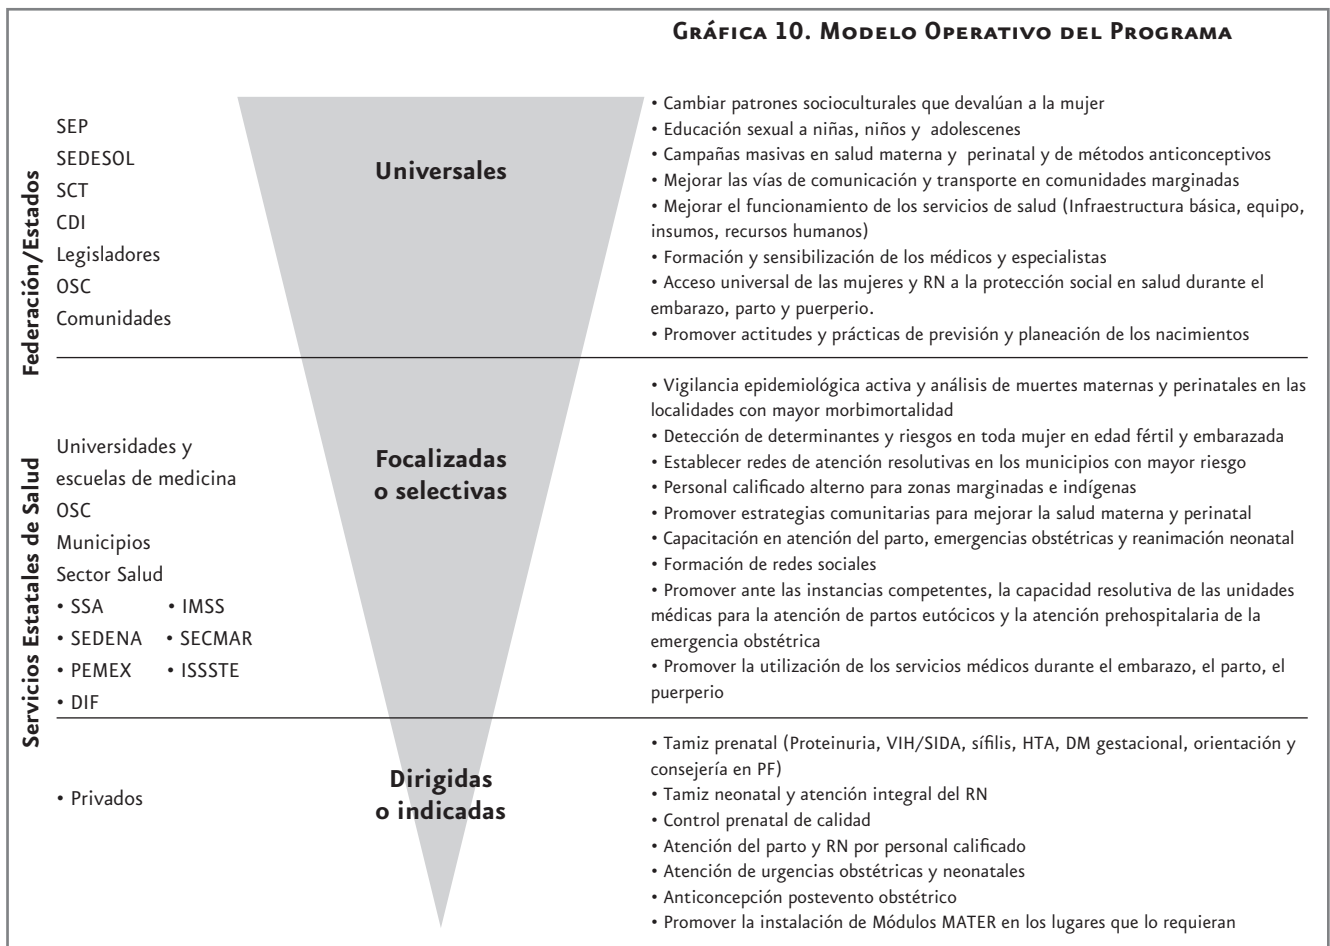 GRÁFICA 10. MODELO OPERATIVO DEL PROGRAMA
Federación/Estados
SEP
SEDESOL
SCT
CDI
Legisladores
OSC
Comunidades
Universales
• Cambiar patrones socioculturales que devalúan a la mujer
• Educación sexual a niñas, niños y adolescenes
• Campañas masivas en salud materna y perinatal y de métodos anticonceptivos
• Mejorar las vías de comunicación y transporte en comunidades marginadas
• Mejorar el funcionamiento de los servicios de salud (Infraestructura básica, equipo,
insumos, recursos humanos)
• Formación y sensibilización de los médicos y especialistas
• Acceso universal de las mujeres y RN a la protección social en salud durante el
embarazo, parto y puerperio.
• Promover actitudes y prácticas de previsión y planeación de los nacimientos
Servicios Estatales de Salud
Universidades y
escuelas de medicina
OSC
Municipios
Sector Salud
• SSA • IMSS
• SEDENA • SECMAR
• PEMEX • ISSSTE
• DIF
Focalizadas
o selectivas
• Vigilancia epidemiológica activa y análisis de muertes maternas y perinatales en las
localidades con mayor morbimortalidad
• Detección de determinantes y riesgos en toda mujer en edad fértil y embarazada
• Establecer redes de atención resolutivas en los municipios con mayor riesgo
• Personal calificado alterno para zonas marginadas e indígenas
• Promover estrategias comunitarias para mejorar la salud materna y perinatal
• Capacitación en atención del parto, emergencias obstétricas y reanimación neonatal
• Formación de redes sociales
• Promover ante las instancias competentes, la capacidad resolutiva de las unidades
médicas para la atención de partos eutócicos y la atención prehospitalaria de la
emergencia obstétrica
• Promover la utilización de los servicios médicos durante el embarazo, el parto, el
puerperio
• Privados
Dirigidas
o indicadas
• Tamiz prenatal (Proteinuria, VIH/SIDA, sífilis, HTA, DM gestacional, orientación y
consejería en PF)
• Tamiz neonatal y atención integral del RN
• Control prenatal de calidad
• Atención del parto y RN por personal calificado
• Atención de urgencias obstétricas y neonatales
• Anticoncepción postevento obstétrico
• Promover la instalación de Módulos MATER en los lugares que lo requieran